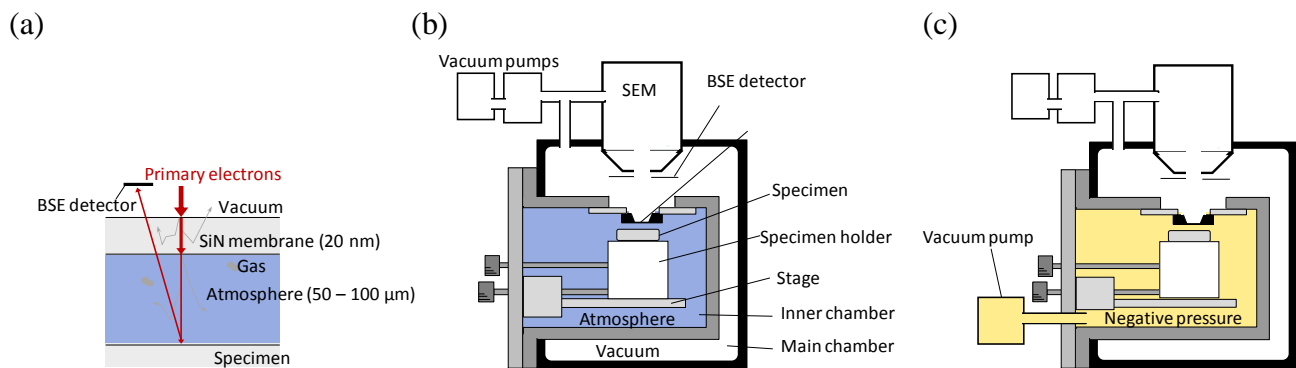 (a)
Primary electrons
BSE detector
Vacuum
SiN membrane (20 nm)
Gas
Atmosphere (50 – 100 μm)
Specimen
(b)
Vacuum pumps
SEM
BSE detector
Specimen
Specimen holder
Stage
Inner chamber
Atmosphere
Main chamber
Vacuum
(c)
Vacuum pump
Negative pressure